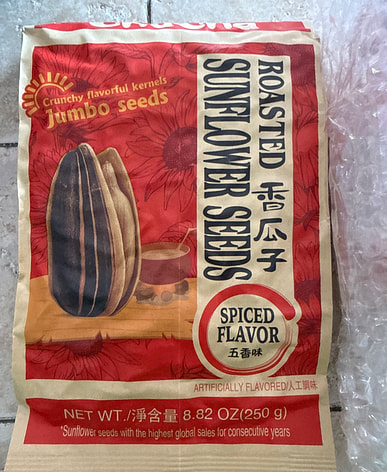 Crunchy flavorful kernels
Jumbo seeds
ROASTED
SUNFLOWER SEEDS
香瓜子
SPICED
FLAVOR
五香味
ARTIFICIALLY FLAVORED/人工調味
NET WT./淨含量 8.82 OZ(250 g)
*Sunflower seeds with the highest global sales for consecutive years